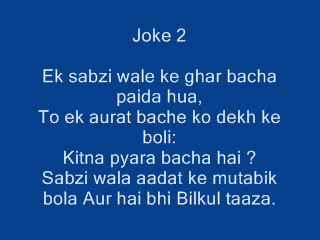 Joke 2
Ek sabzi wale ke ghar bacha
paida hua,
To ek aurat bache ko dekh ke
boli:
Kitna pyara bacha hai ?
Sabzi wala aadat ke mutabik
bola Aur hai bhi Bilkul taaza.